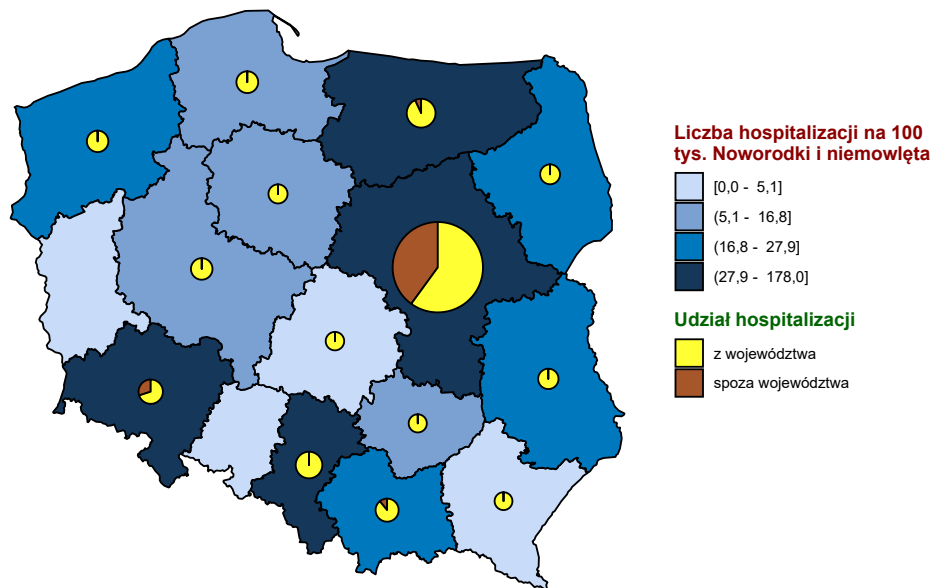 Liczba hospitalizacji na 100
tys. Noworodki i niemowlęta
[0,0 - 5,1]
(5,1 - 16,8]
(16,8 - 27,9]
(27,9 - 178,0]
Udział hospitalizacji
z województwa
spoza województwa